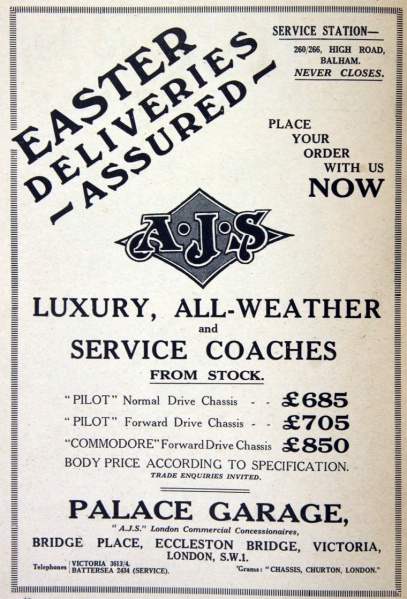 EASTER
DELIVERIES
— ASSURED —
SERVICE STATION—
260/266, HIGH ROAD,
BALHAM.
NEVER CLOSES.
PLACE
YOUR
ORDER
WITH US
NOW
A·J·S
LUXURY, ALL-WEATHER
and
SERVICE COACHES
FROM STOCK.
"PILOT" Normal Drive Chassis - - £685
"PILOT" Forward Drive Chassis - - £705
"COMMODORE" Forward Drive Chassis £850
BODY PRICE ACCORDING TO SPECIFICATION.
TRADE ENQUIRIES INVITED.
PALACE GARAGE,
"A.J.S." London Commercial Concessionaires,
BRIDGE PLACE, ECCLESTON BRIDGE, VICTORIA,
LONDON, S.W.1.
Telephones VICTORIA 3613/4.
BATTERSEA 2434 (SERVICE).
'Grams: "CHASSIS, CHURTON, LONDON."